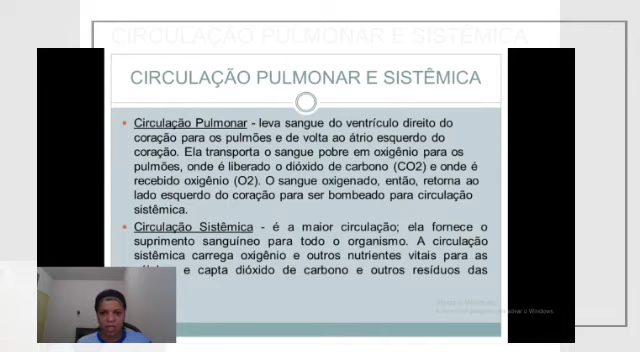 CIRCULAÇÃO PULMONAR E SISTÊMICA
CIRCULAÇÃO PULMONAR E SISTÊMICA
• Circulação Pulmonar - leva sangue do ventrículo direito do
coração para os pulmões e de volta ao átrio esquerdo do
coração. Ela transporta o sangue pobre em oxigênio para os
pulmões, onde é liberado o dióxido de carbono (CO2) e onde é
recebido oxigênio (O2). O sangue oxigenado, então, retorna ao
lado esquerdo do coração para ser bombeado para circulação
sistêmica.
• Circulação Sistêmica - é a maior circulação; ela fornece o
suprimento sanguíneo para todo o organismo. A circulação
sistêmica carrega oxigênio e outros nutrientes vitais para as
e capta dióxido de carbono e outros resíduos das